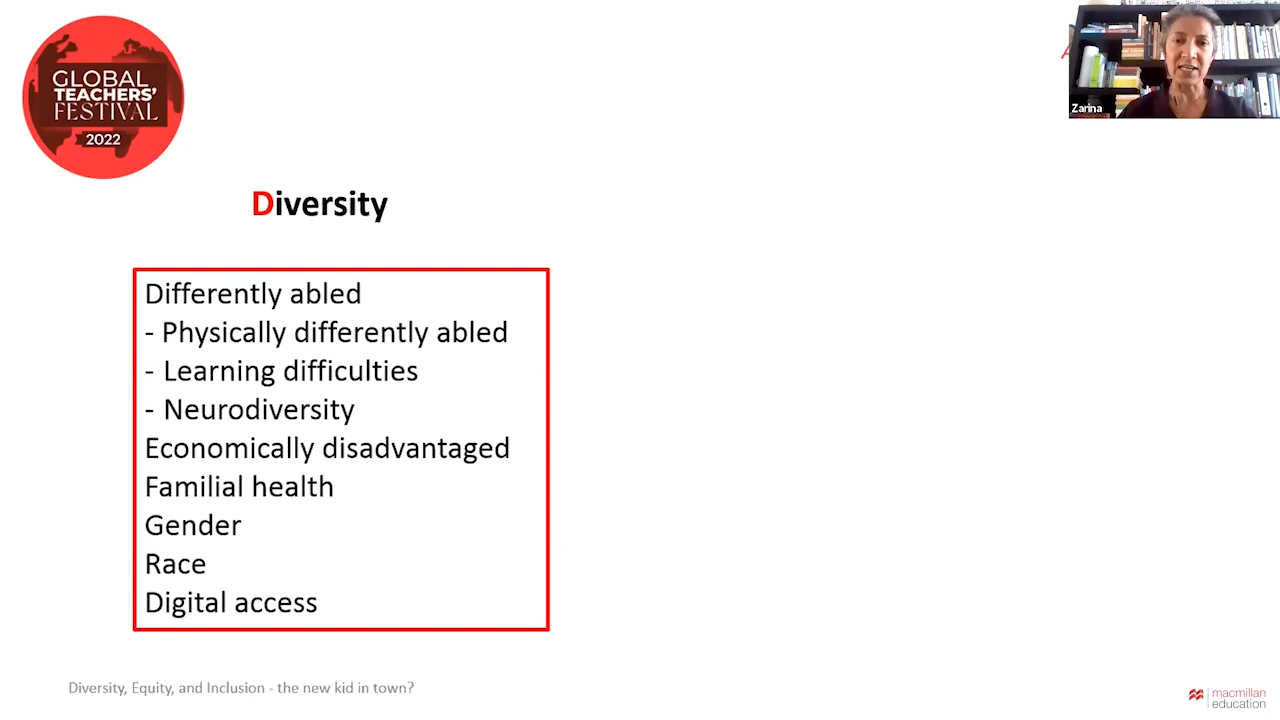 GLOBAL
TEACHERS'
FESTIVAL
2022
Zarina
Diversity
Differently abled
- Physically differently abled
- Learning difficulties
- Neurodiversity
Economically disadvantaged
Familial health
Gender
Race
Digital access
Diversity, Equity, and Inclusion - the new kid in town?
macmillan
education